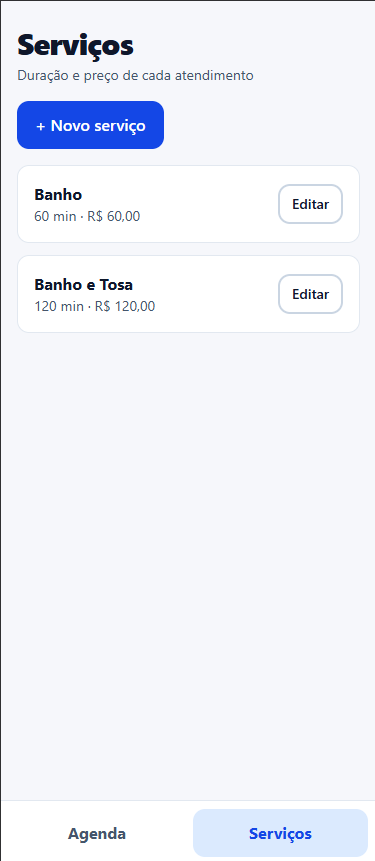 Serviços
Duração e preço de cada atendimento
+ Novo serviço
Banho
60 min · R$ 60,00
Editar
Banho e Tosa
120 min · R$ 120,00
Editar
Agenda
Serviços